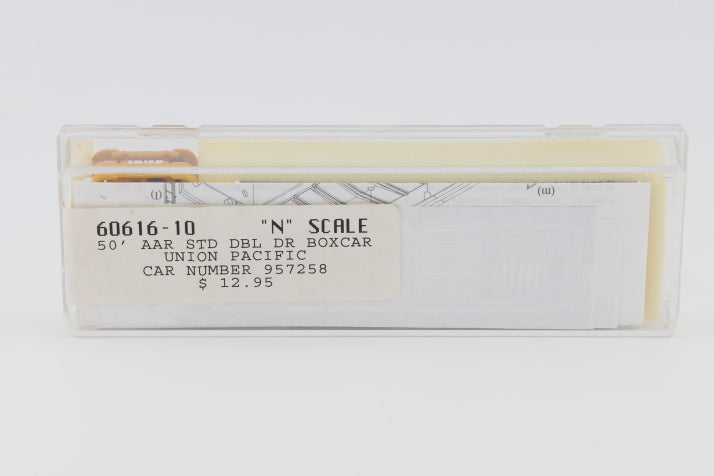 (j)
(m)
60616-10 "N" SCALE
50' AAR STD DBL DR BOXCAR
UNION PACIFIC
CAR NUMBER 957258
$ 12.95